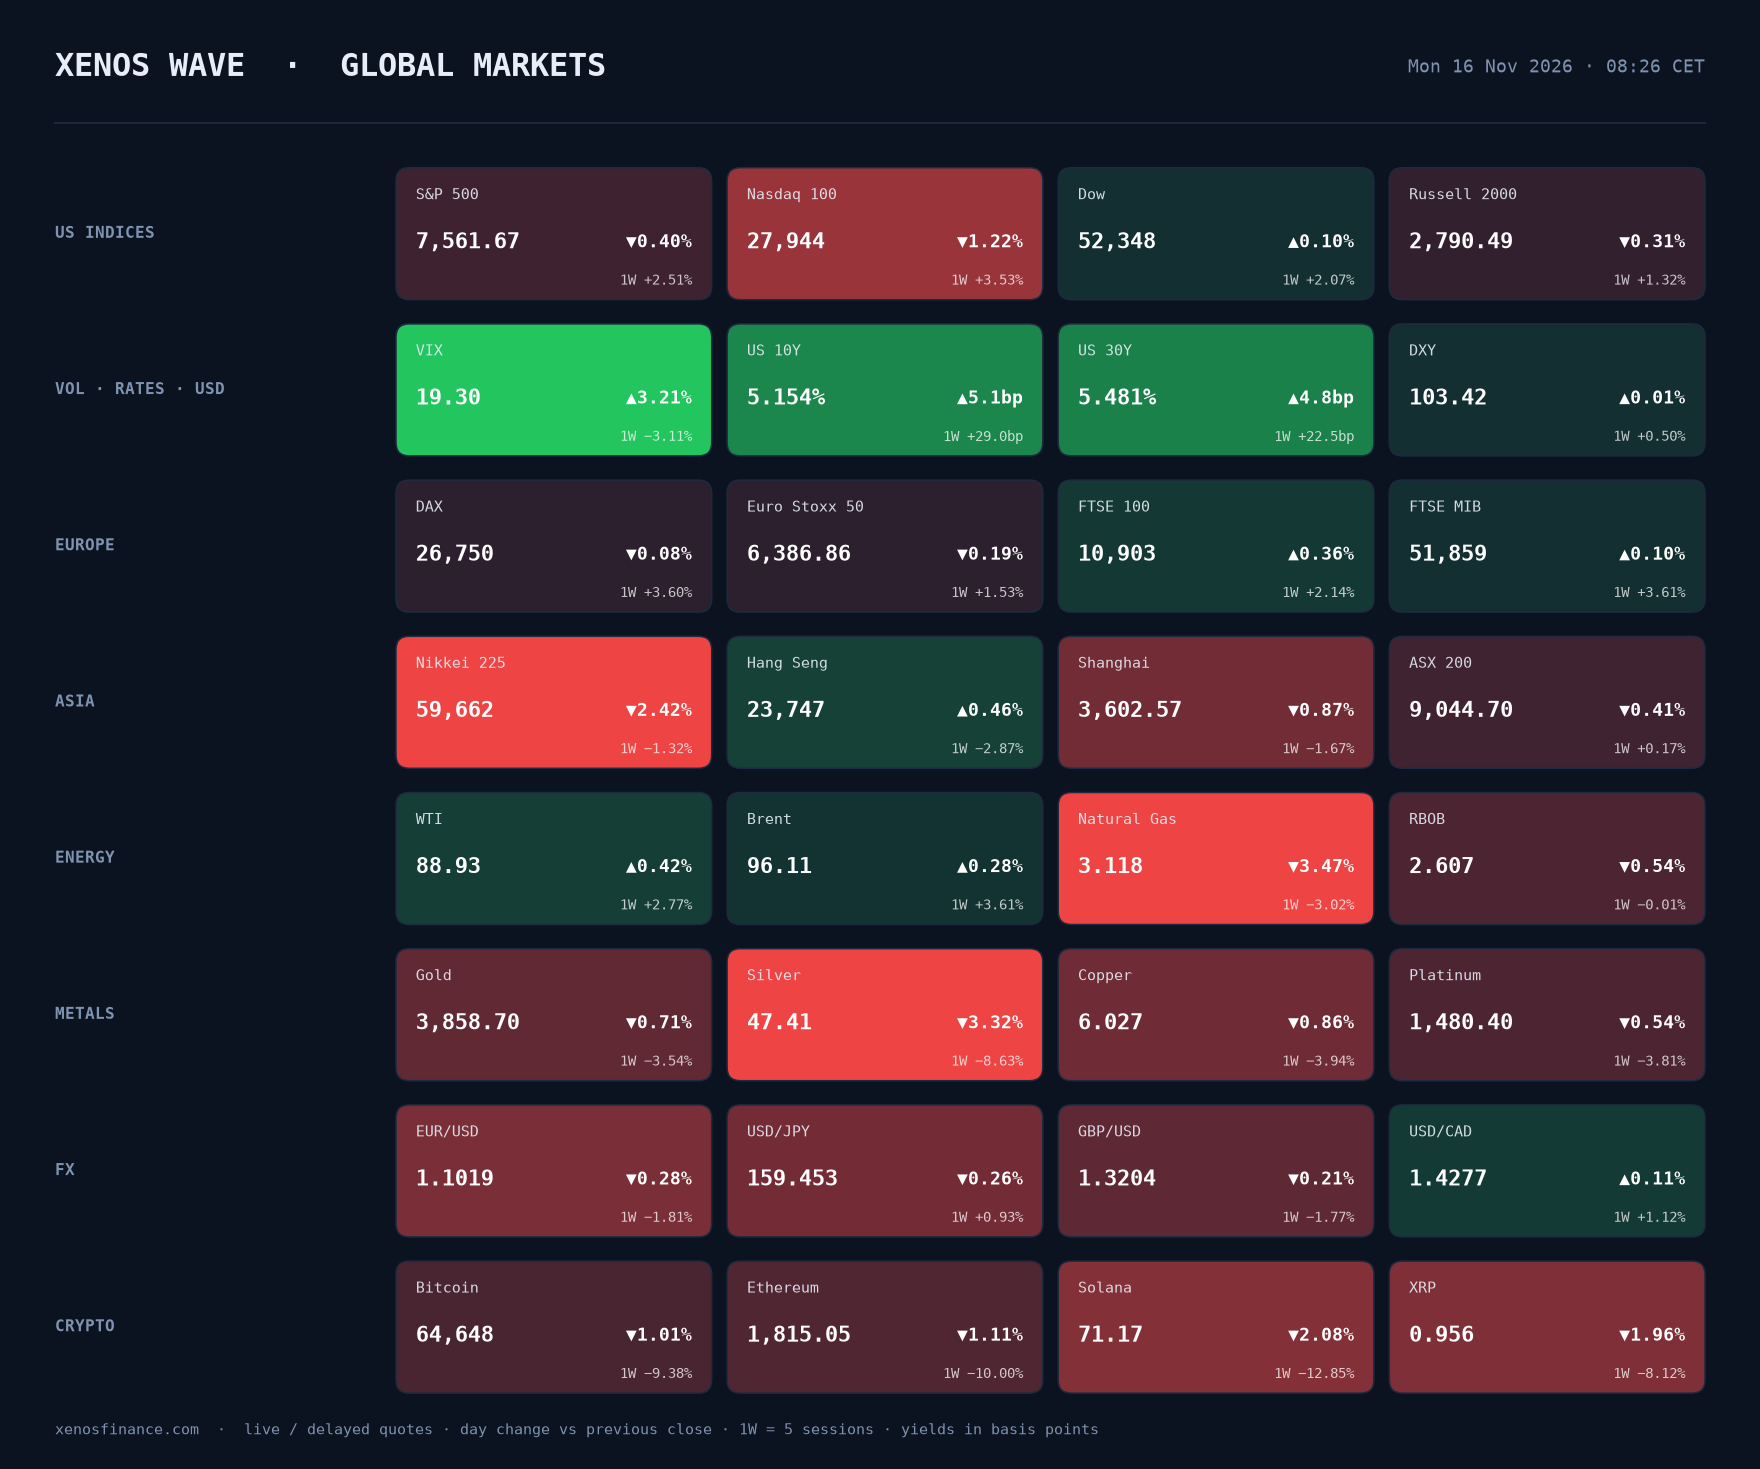 XENOS WAVE · GLOBAL MARKETS
Mon 16 Nov 2026 · 08:26 CET
US INDICES
S&P 500
7,561.67 ▼0.40%
1W +2.51%
Nasdaq 100
27,944 ▼1.22%
1W +3.53%
Dow
52,348 ▲0.10%
1W +2.07%
Russell 2000
2,790.49 ▼0.31%
1W +1.32%
VOL · RATES · USD
VIX
19.30 ▲3.21%
1W −3.11%
US 10Y
5.154% ▲5.1bp
1W +29.0bp
US 30Y
5.481% ▲4.8bp
1W +22.5bp
DXY
103.42 ▲0.01%
1W +0.50%
EUROPE
DAX
26,750 ▼0.08%
1W +3.60%
Euro Stoxx 50
6,386.86 ▼0.19%
1W +1.53%
FTSE 100
10,903 ▲0.36%
1W +2.14%
FTSE MIB
51,859 ▲0.10%
1W +3.61%
ASIA
Nikkei 225
59,662 ▼2.42%
1W −1.32%
Hang Seng
23,747 ▲0.46%
1W −2.87%
Shanghai
3,602.57 ▼0.87%
1W −1.67%
ASX 200
9,044.70 ▼0.41%
1W +0.17%
ENERGY
WTI
88.93 ▲0.42%
1W +2.77%
Brent
96.11 ▲0.28%
1W +3.61%
Natural Gas
3.118 ▼3.47%
1W −3.02%
RBOB
2.607 ▼0.54%
1W −0.01%
METALS
Gold
3,858.70 ▼0.71%
1W −3.54%
Silver
47.41 ▼3.32%
1W −8.63%
Copper
6.027 ▼0.86%
1W −3.94%
Platinum
1,480.40 ▼0.54%
1W −3.81%
FX
EUR/USD
1.1019 ▼0.28%
1W −1.81%
USD/JPY
159.453 ▼0.26%
1W +0.93%
GBP/USD
1.3204 ▼0.21%
1W −1.77%
USD/CAD
1.4277 ▲0.11%
1W +1.12%
CRYPTO
Bitcoin
64,648 ▼1.01%
1W −9.38%
Ethereum
1,815.05 ▼1.11%
1W −10.00%
Solana
71.17 ▼2.08%
1W −12.85%
XRP
0.956 ▼1.96%
1W −8.12%
xenosfinance.com · live / delayed quotes · day change vs previous close · 1W = 5 sessions · yields in basis points